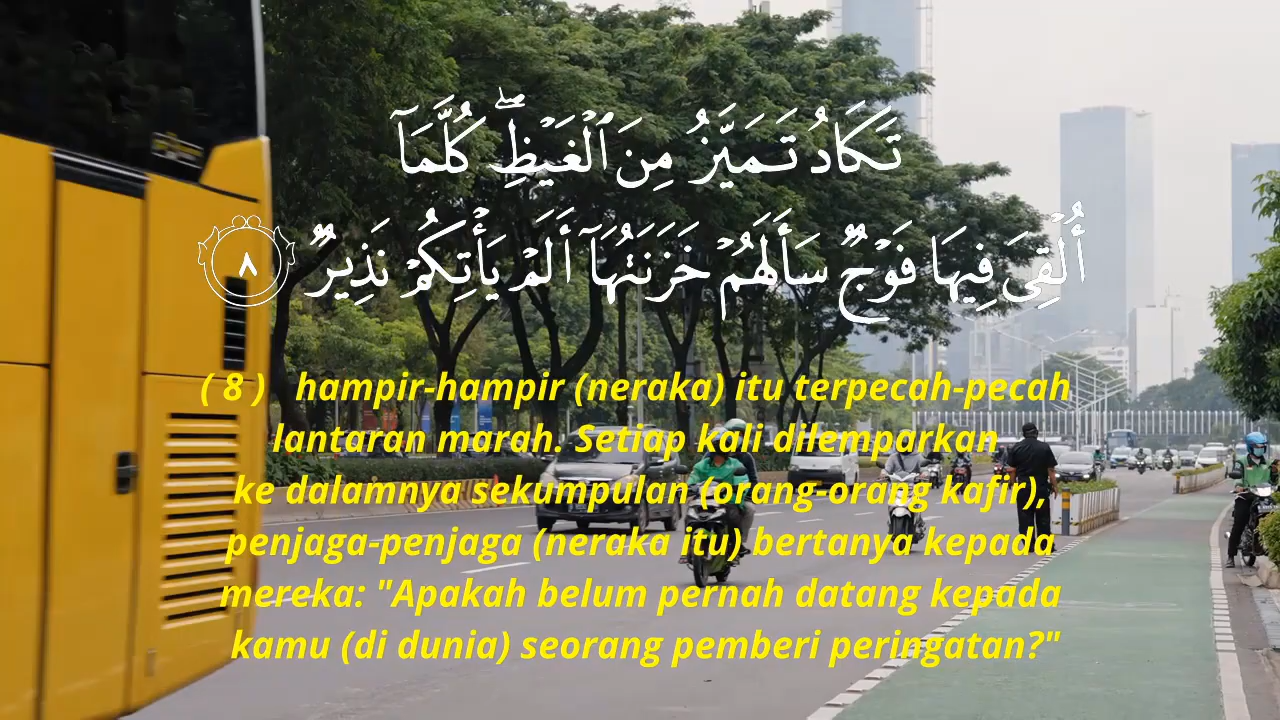 تَكَادُ تَمَيَّزُ مِنَ ٱلْغَيْظِۖ كُلَّمَآ
أُلْقِىَ فِيهَا فَوْجٌ سَأَلَهُمْ خَزَنَتُهَآ أَلَمْ يَأْتِكُمْ نَذِيرٌ ٨
( 8 ) hampir-hampir (neraka) itu terpecah-pecah
lantaran marah. Setiap kali dilemparkan
ke dalamnya sekumpulan (orang-orang kafir),
penjaga-penjaga (neraka itu) bertanya kepada
mereka: "Apakah belum pernah datang kepada
kamu (di dunia) seorang pemberi peringatan?"